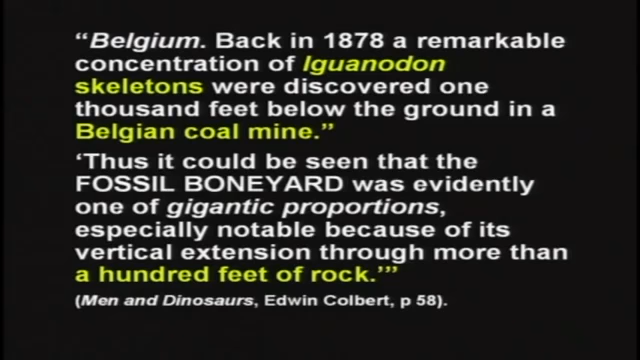 “Belgium. Back in 1878 a remarkable
concentration of Iguanodon
skeletons were discovered one
thousand feet below the ground in a
Belgian coal mine.”
‘Thus it could be seen that the
FOSSIL BONEYARD was evidently
one of gigantic proportions,
especially notable because of its
vertical extension through more than
a hundred feet of rock.’”
(Men and Dinosaurs, Edwin Colbert, p 58).